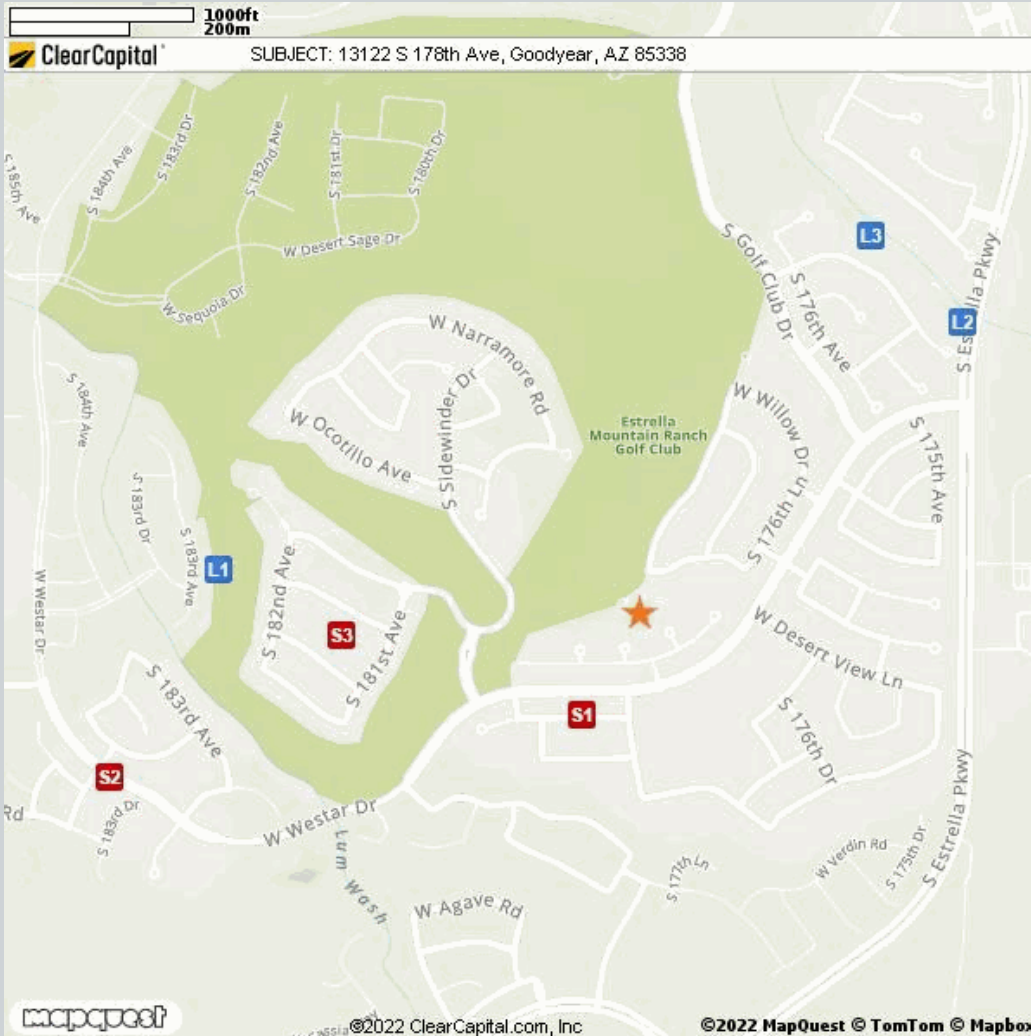 1000ft
200m
ClearCapital
SUBJECT: 13122 S 178th Ave, Goodyear, AZ 85338
S 185th Ave
S 184th Ave
S 183rd Dr
S 182nd Ave
S 181st Dr
S 180th Dr
W Desert Sage Dr
W Sequoia Dr
S Golf Club Dr
L3
S 176th Ave
L2
S Estrella Pkwy
W Narramore Rd
S Sidewinder Dr
W Ocotillo Ave
Estrella
Mountain Ranch
Golf Club
W Willow Dr
S 176th Ln
S 175th Ave
S 184th Ave
S 183rd Dr
S 183rd Ave
L1
W Westar Dr
S 182nd Ave
S3
S 181st Ave
W Desert View Ln
S1
S 176th Dr
S 183rd Ave
S2
S 183rd Dr
Rd
W Westar Dr
Lum Wash
W Agave Rd
S 177th Ln
W Verdin Rd
S 175th Dr
S Estrella Pkwy
mapquest
©2022 ClearCapital.com, Inc
©2022 MapQuest © TomTom © Mapbox